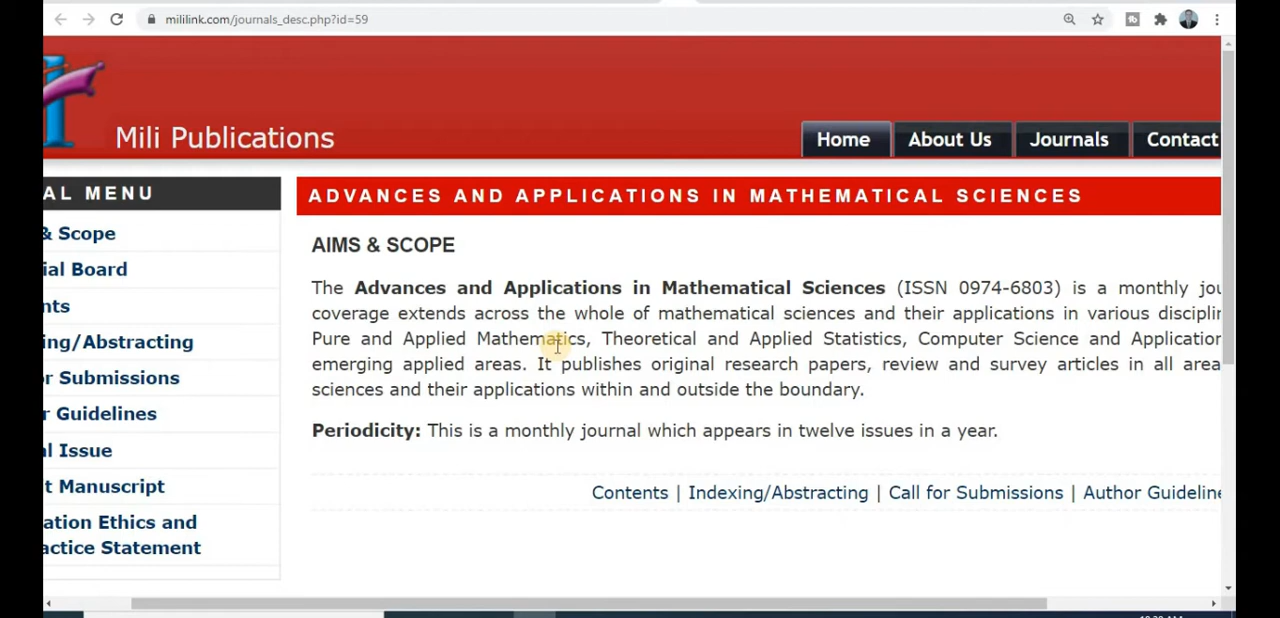 mililink.com/journals_desc.php?id=59
Mili Publications
Home
About Us
Journals
Contact
AL MENU
& Scope
ial Board
nts
ing/Abstracting
r Submissions
r Guidelines
l Issue
t Manuscript
ation Ethics and
actice Statement
ADVANCES AND APPLICATIONS IN MATHEMATICAL SCIENCES
AIMS & SCOPE
The Advances and Applications in Mathematical Sciences (ISSN 0974-6803) is a monthly jou
coverage extends across the whole of mathematical sciences and their applications in various disciplin
Pure and Applied Mathematics, Theoretical and Applied Statistics, Computer Science and Application
emerging applied areas. It publishes original research papers, review and survey articles in all area
sciences and their applications within and outside the boundary.
Periodicity: This is a monthly journal which appears in twelve issues in a year.
Contents | Indexing/Abstracting | Call for Submissions | Author Guideline